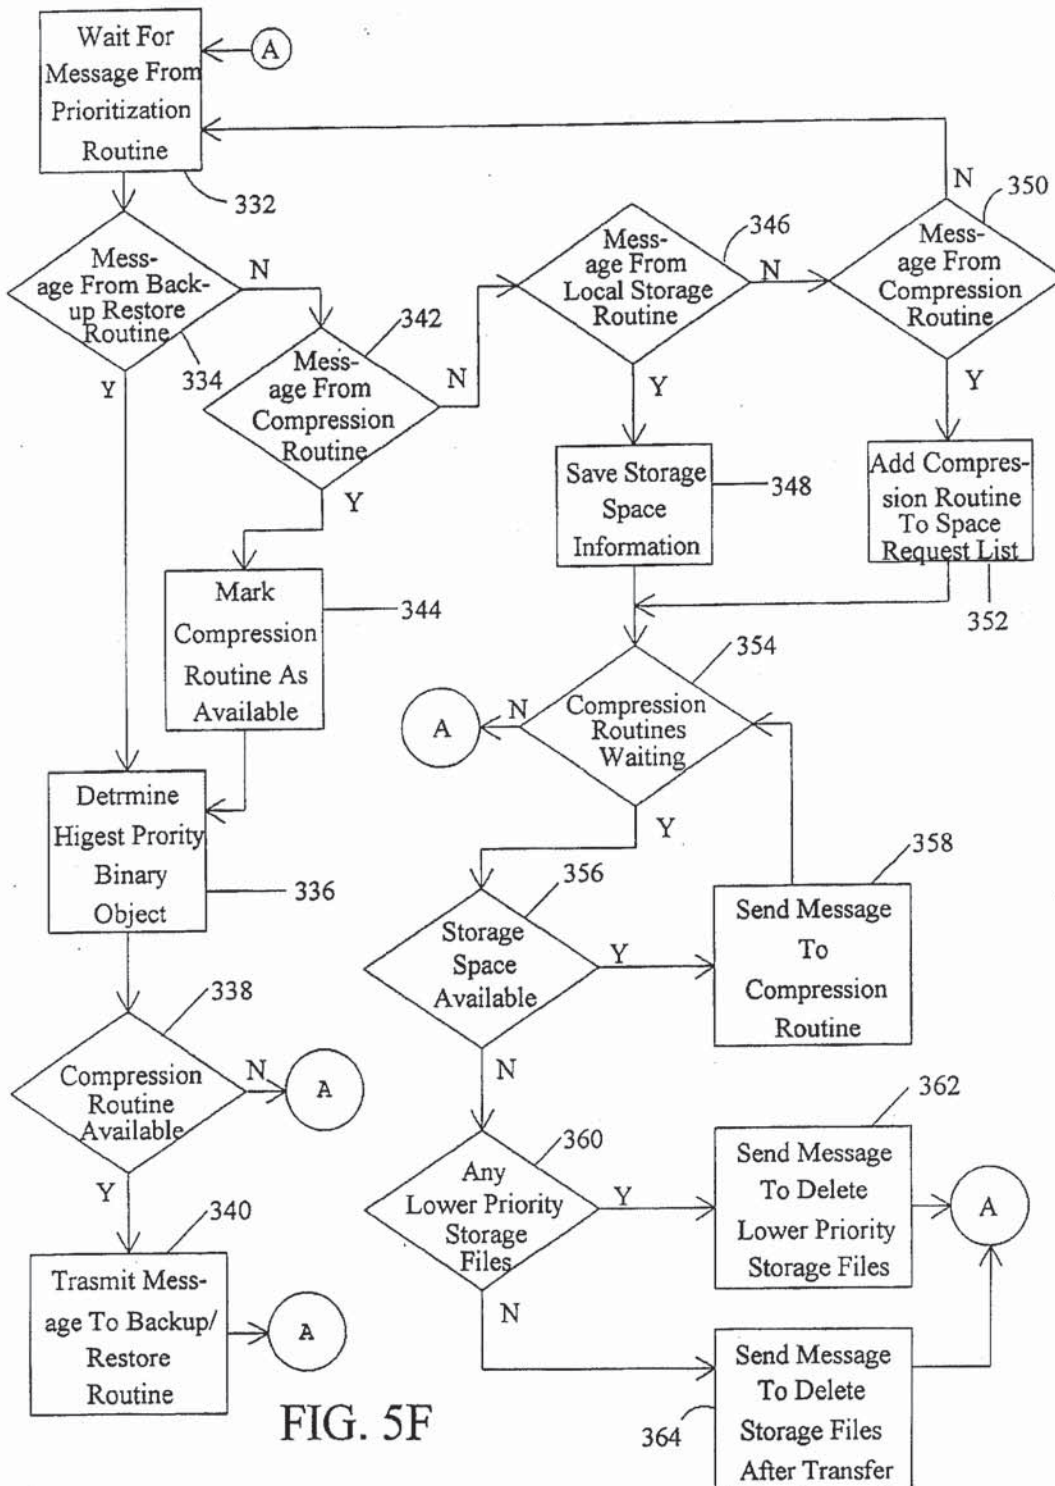 Wait For
Message From
Prioritization
Routine
A
332
Mess-
age From Back-
up Restore
Routine
334
N
Y
Mess-
age From
Compression
Routine
342
N
Y
Mess-
age From
Local Storage
Routine
346
N
Y
Mess-
age From
Compression
Routine
350
N
Y
Mark
Compression
Routine As
Available
344
Save Storage
Space
Information
348
Add Compres-
sion Routine
To Space
Request List
352
Detrmine
Higest Prority
Binary
Object
336
Compression
Routines
Waiting
354
N
A
Y
Storage
Space
Available
356
Y
N
Send Message
To
Compression
Routine
358
Compression
Routine
Available
338
N
A
Y
Trasmit Mess-
age To Backup/
Restore
Routine
340
A
Any
Lower Priority
Storage
Files
360
Y
N
Send Message
To Delete
Lower Priority
Storage Files
362
A
Send Message
To Delete
Storage Files
After Transfer
364
FIG. 5F